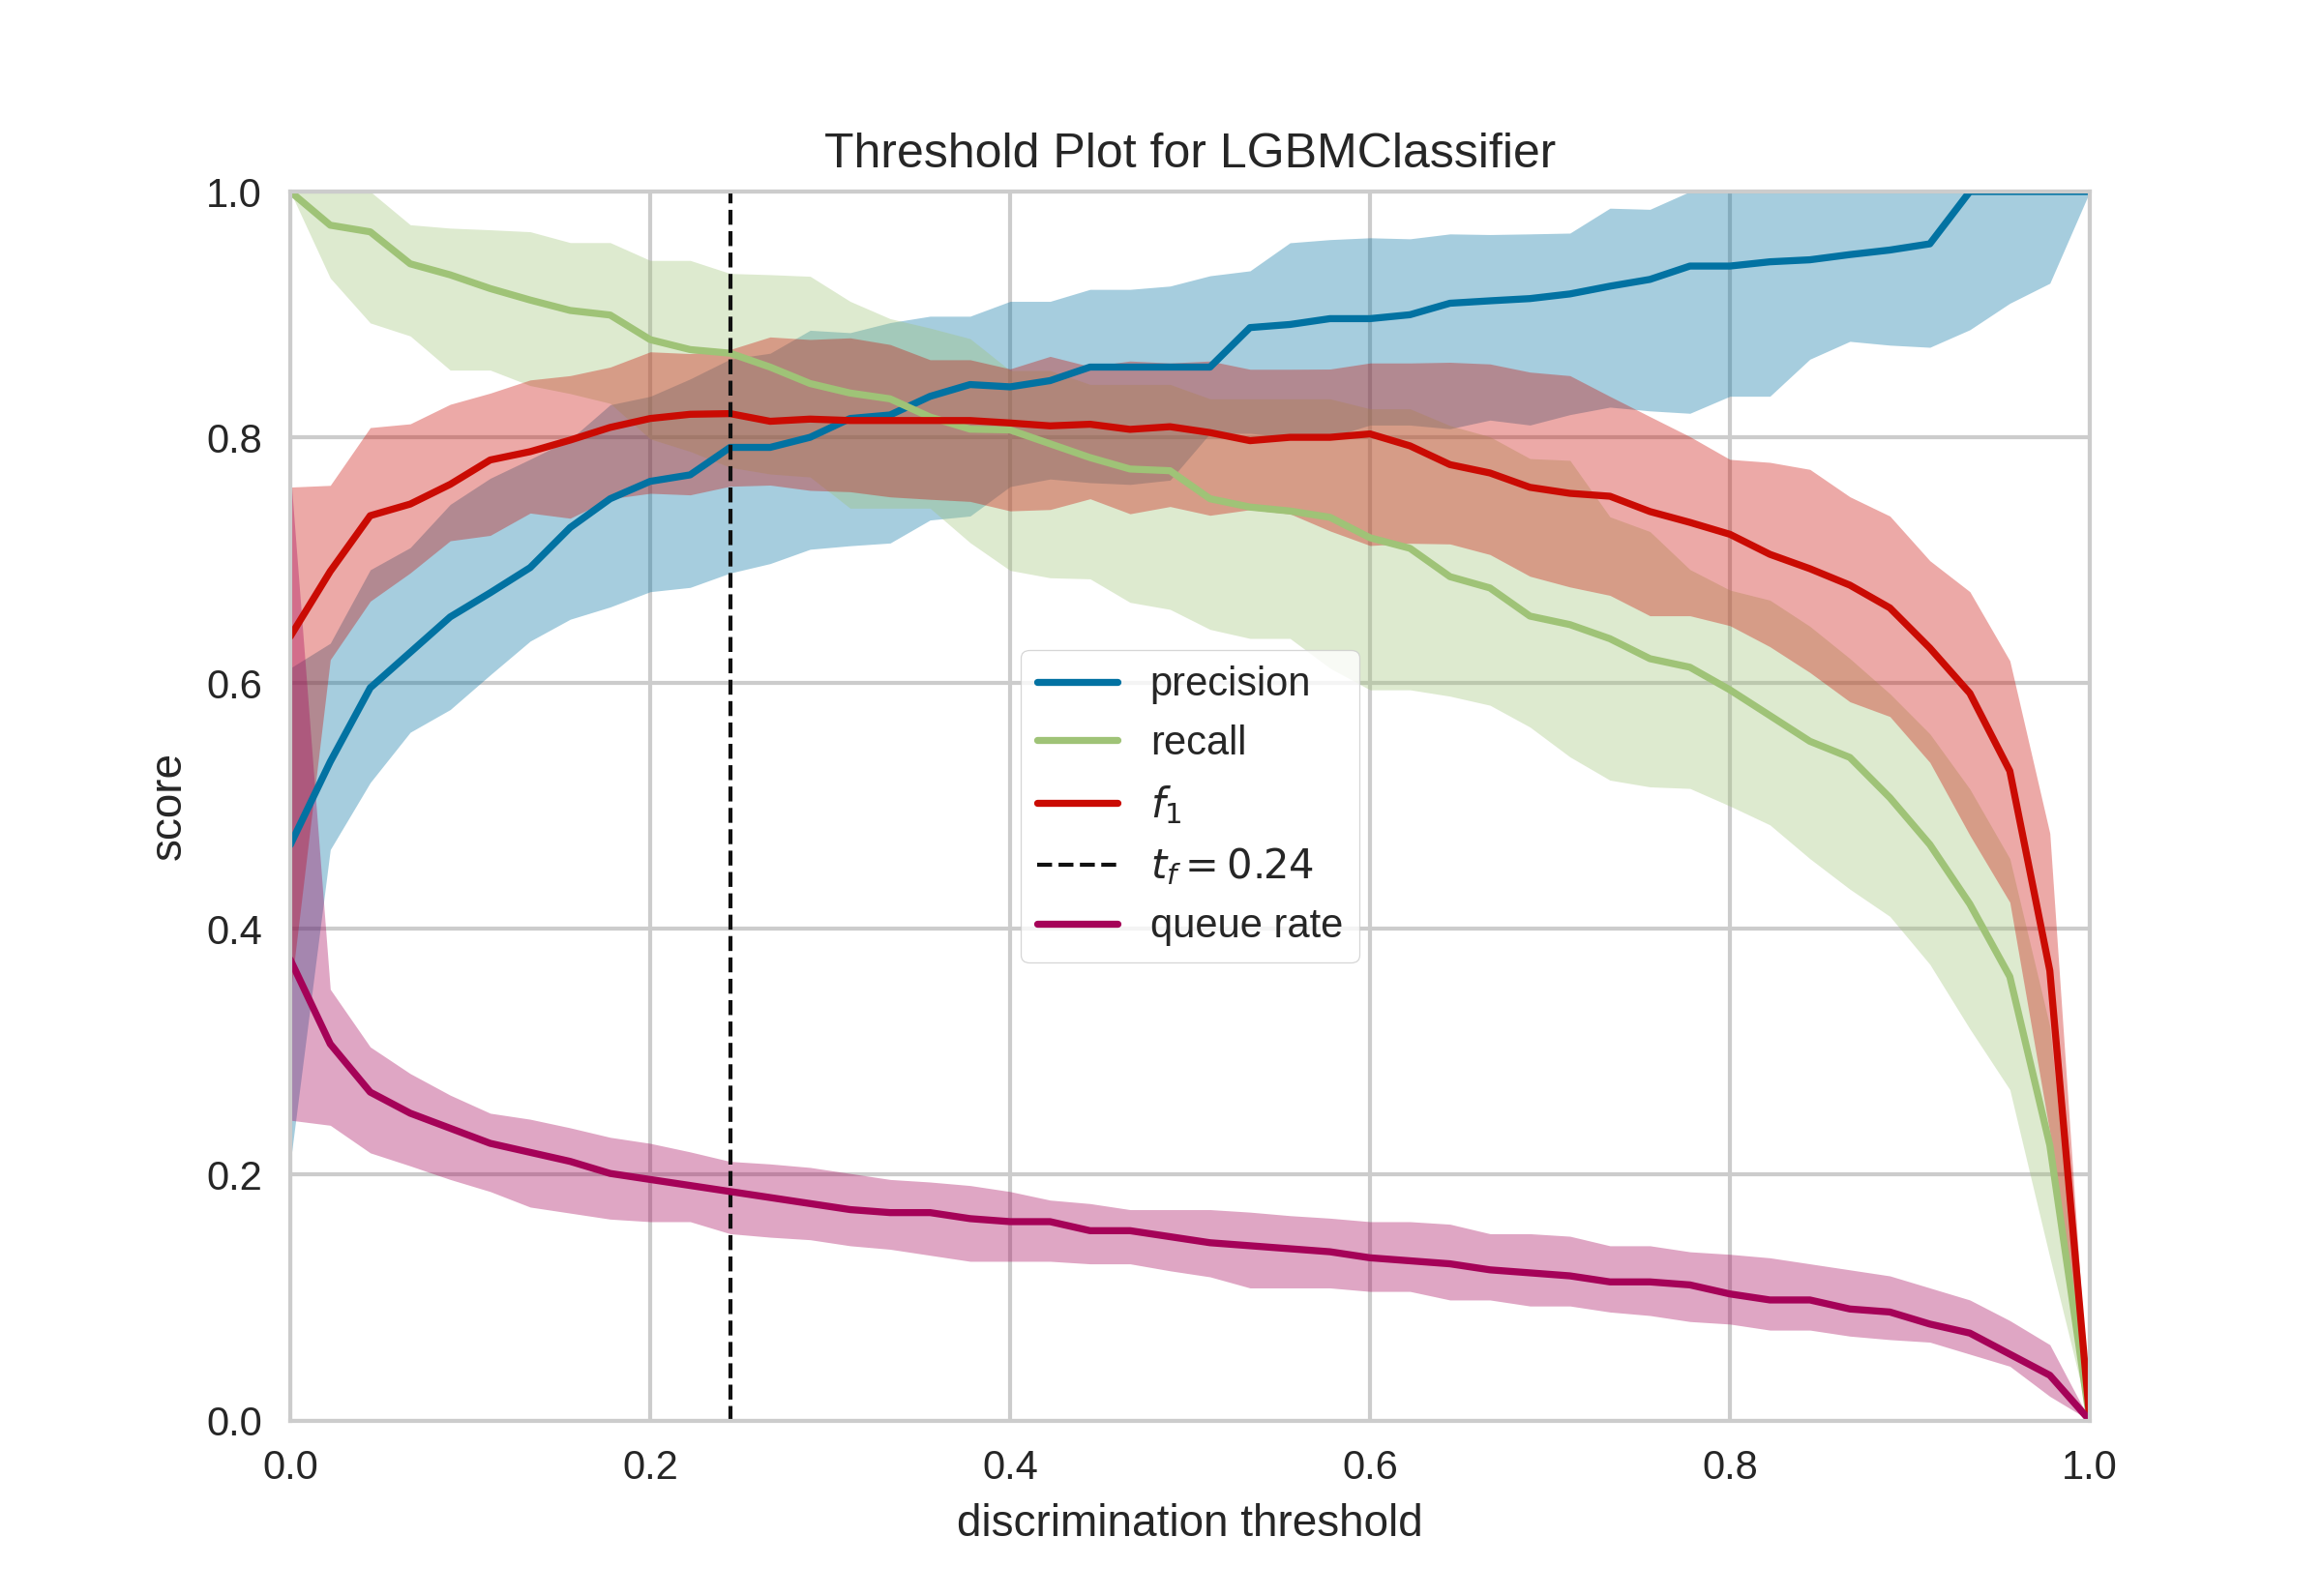 Threshold Plot for LGBMClassifier
1.0
0.8
0.6
0.4
0.2
0.0
score
precision
recall
f₁
t_f = 0.24
queue rate
0.0 0.2 0.4 0.6 0.8 1.0
discrimination threshold